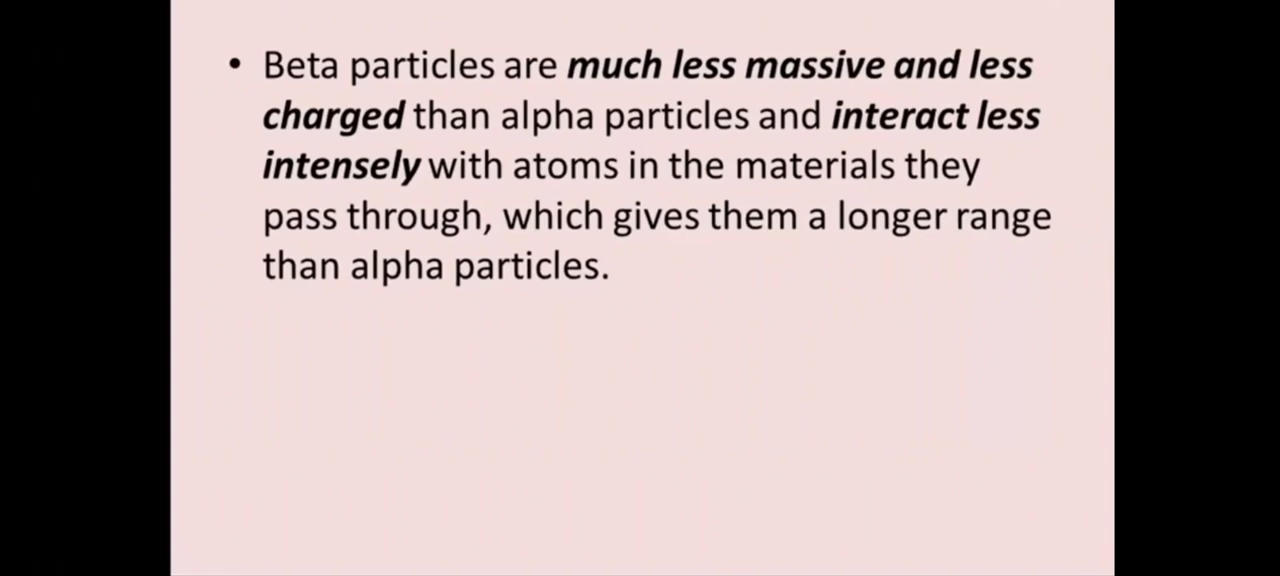 • Beta particles are much less massive and less
charged than alpha particles and interact less
intensely with atoms in the materials they
pass through, which gives them a longer range
than alpha particles.